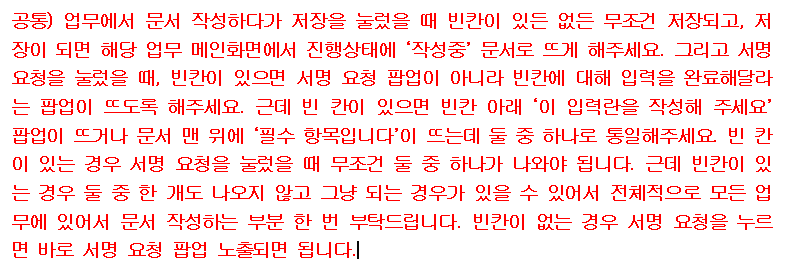 공통) 업무에서 문서 작성하다가 저장을 눌렀을 때 빈칸이 있든 없든 무조건 저장되고, 저
장이 되면 해당 업무 메인화면에서 진행상태에 ‘작성중’ 문서로 뜨게 해주세요. 그리고 서명
요청을 눌렀을 때, 빈칸이 있으면 서명 요청 팝업이 아니라 빈칸에 대해 입력을 완료해달라
는 팝업이 뜨도록 해주세요. 근데 빈 칸이 있으면 빈칸 아래 ‘이 입력란을 작성해 주세요’
팝업이 뜨거나 문서 맨 위에 ‘필수 항목입니다’이 뜨는데 둘 중 하나로 통일해주세요. 빈 칸
이 있는 경우 서명 요청을 눌렀을 때 무조건 둘 중 하나가 나와야 됩니다. 근데 빈칸이 있
는 경우 둘 중 한 개도 나오지 않고 그냥 되는 경우가 있을 수 있어서 전체적으로 모든 업
무에 있어서 문서 작성하는 부분 한 번 부탁드립니다. 빈칸이 없는 경우 서명 요청을 누르
면 바로 서명 요청 팝업 노출되면 됩니다.